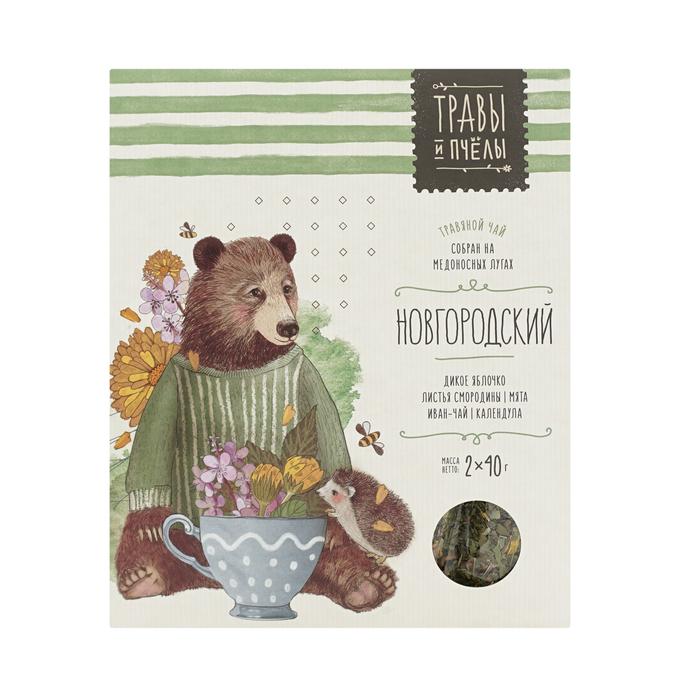 ТРАВЫ
и ПЧЁЛЫ
ТРАВЯНОЙ ЧАЙ
СОБРАН НА
МЕДОНОСНЫХ ЛУГАХ
НОВГОРОДСКИЙ
ДИКОЕ ЯБЛОЧКО
ЛИСТЬЯ СМОРОДИНЫ | МЯТА
ИВАН-ЧАЙ | КАЛЕНДУЛА
МАССА
НЕТТО: 2×40 г